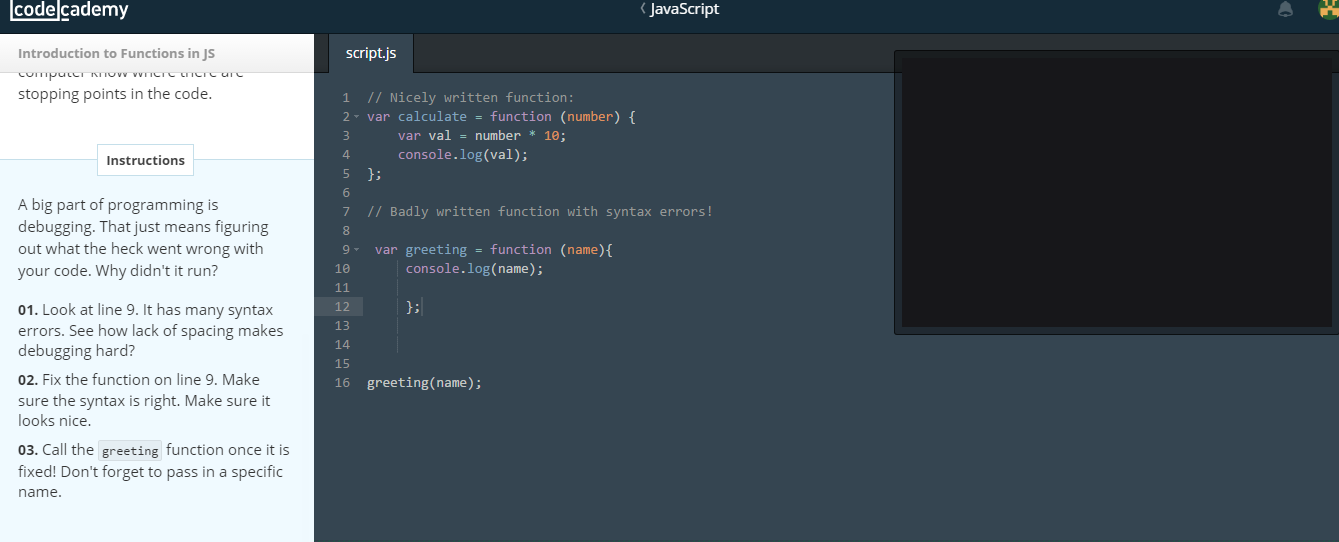 codecademy
‹ JavaScript
Introduction to Functions in JS
computer know where there are
stopping points in the code.
Instructions
A big part of programming is
debugging. That just means figuring
out what the heck went wrong with
your code. Why didn't it run?
01. Look at line 9. It has many syntax
errors. See how lack of spacing makes
debugging hard?
02. Fix the function on line 9. Make
sure the syntax is right. Make sure it
looks nice.
03. Call the greeting function once it is
fixed! Don't forget to pass in a specific
name.
script.js
1 // Nicely written function:
2 var calculate = function (number) {
3     var val = number * 10;
4     console.log(val);
5 };
6
7 // Badly written function with syntax errors!
8
9  var greeting = function (name){
10      console.log(name);
11
12      };
13
14
15
16 greeting(name);